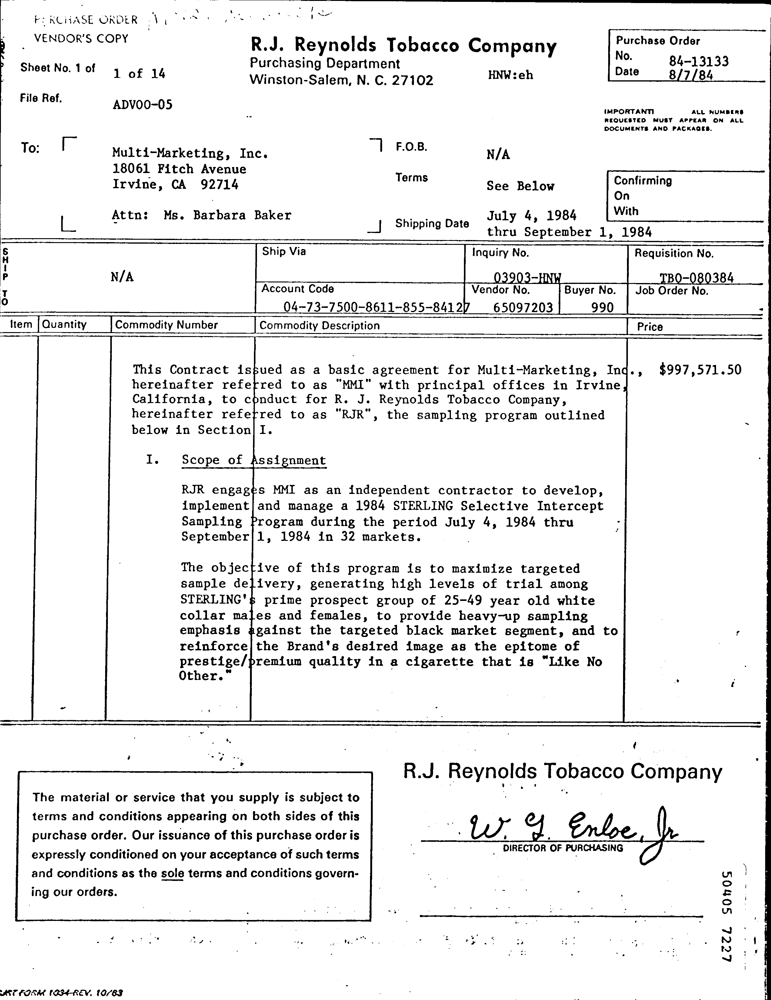 PURCHASE ORDER
VENDOR'S COPY
R.J. Reynolds Tobacco Company
Purchasing Department
Winston-Salem, N. C. 27102
HNW:eh
Purchase Order
No. 84-13133
Date 8/7/84
Sheet No. 1 of 1 of 14
File Ref. ADV00-05
IMPORTANT! ALL NUMBERS
REQUESTED MUST APPEAR ON ALL
DOCUMENTS AND PACKAGES.
To:
Multi-Marketing, Inc.
18061 Fitch Avenue
Irvine, CA 92714
Attn: Ms. Barbara Baker
F.O.B. N/A
Terms See Below
Shipping Date July 4, 1984
thru September 1, 1984
Confirming
On
With
SHIP TO
N/A
Ship Via
Inquiry No.
03903-HNW
Requisition No.
TBO-080384
Account Code
04-73-7500-8611-855-84127
Vendor No.
65097203
Buyer No.
990
Job Order No.
Item Quantity Commodity Number Commodity Description Price
This Contract issued as a basic agreement for Multi-Marketing, Inc., $997,571.50
hereinafter referred to as "MMI" with principal offices in Irvine,
California, to conduct for R. J. Reynolds Tobacco Company,
hereinafter referred to as "RJR", the sampling program outlined
below in Section I.
I. Scope of Assignment
RJR engages MMI as an independent contractor to develop,
implement and manage a 1984 STERLING Selective Intercept
Sampling Program during the period July 4, 1984 thru
September 1, 1984 in 32 markets.
The objective of this program is to maximize targeted
sample delivery, generating high levels of trial among
STERLING's prime prospect group of 25-49 year old white
collar males and females, to provide heavy-up sampling
emphasis against the targeted black market segment, and to
reinforce the Brand's desired image as the epitome of
prestige/premium quality in a cigarette that is "Like No
Other."
The material or service that you supply is subject to
terms and conditions appearing on both sides of this
purchase order. Our issuance of this purchase order is
expressly conditioned on your acceptance of such terms
and conditions as the sole terms and conditions govern-
ing our orders.
R.J. Reynolds Tobacco Company
W. G. Enloe, Jr
DIRECTOR OF PURCHASING
50405 7227
FORM 1034-REV. 10/83